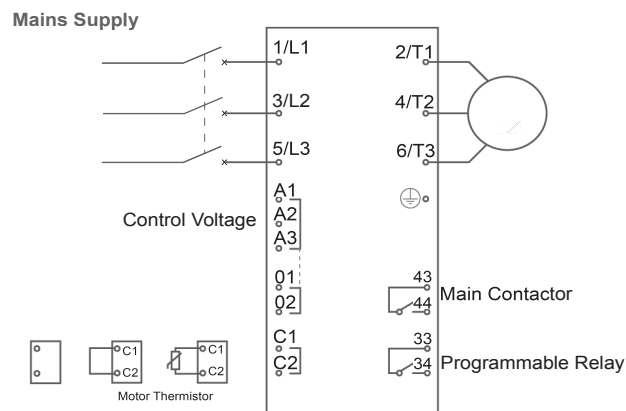 Mains Supply
1/L1
2/T1
3/L2
4/T2
5/L3
6/T3
A1
Control Voltage
A2
A3
01
43
Main Contactor
02
44
C1
33
C1
C1
C2
34
Programmable Relay
C2
C2
Motor Thermistor